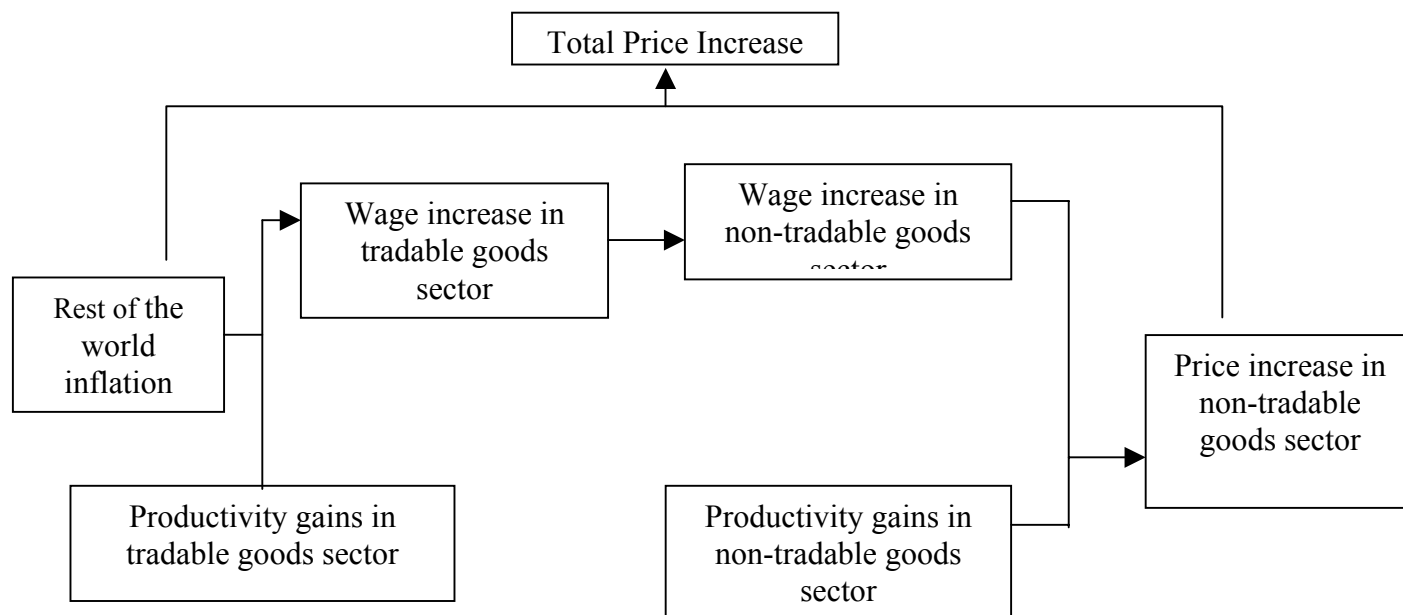 Total Price Increase
Wage increase in
tradable goods
sector
Wage increase in
non-tradable goods
sector
Rest of the
world
inflation
Price increase in
non-tradable
goods sector
Productivity gains in
tradable goods sector
Productivity gains in
non-tradable goods
sector